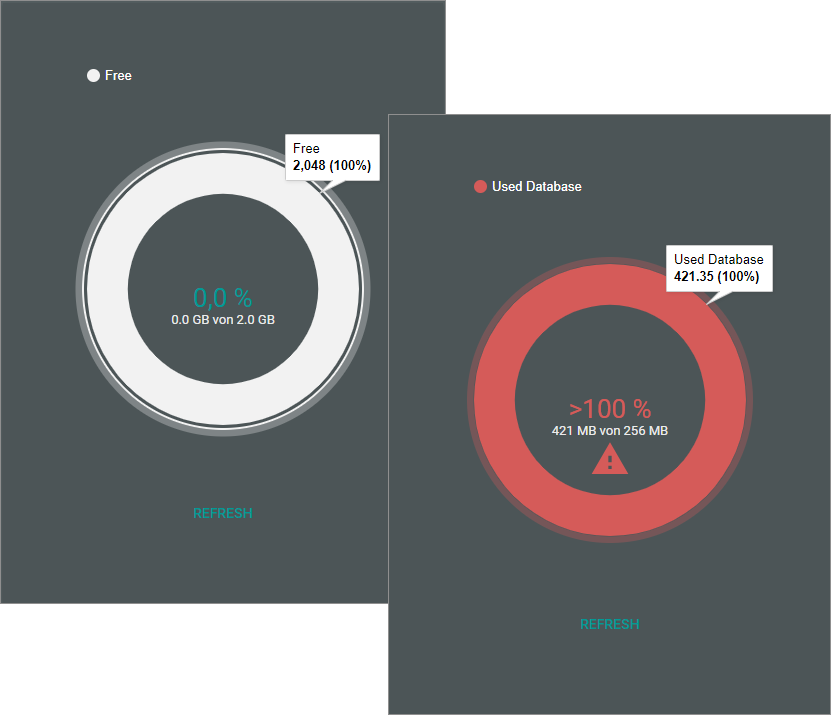 Free
Free
2,048 (100%)
0,0 %
0.0 GB von 2.0 GB
REFRESH
Used Database
Used Database
421.35 (100%)
>100 %
421 MB von 256 MB
REFRESH